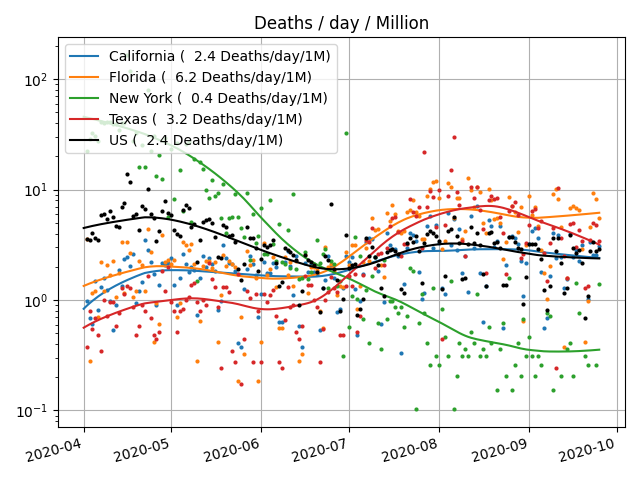 Deaths / day / Million
California (  2.4 Deaths/day/1M)
Florida (  6.2 Deaths/day/1M)
New York (  0.4 Deaths/day/1M)
Texas (  3.2 Deaths/day/1M)
US (  2.4 Deaths/day/1M)
10²
10¹
10⁰
10⁻¹
2020-04
2020-05
2020-06
2020-07
2020-08
2020-09
2020-10